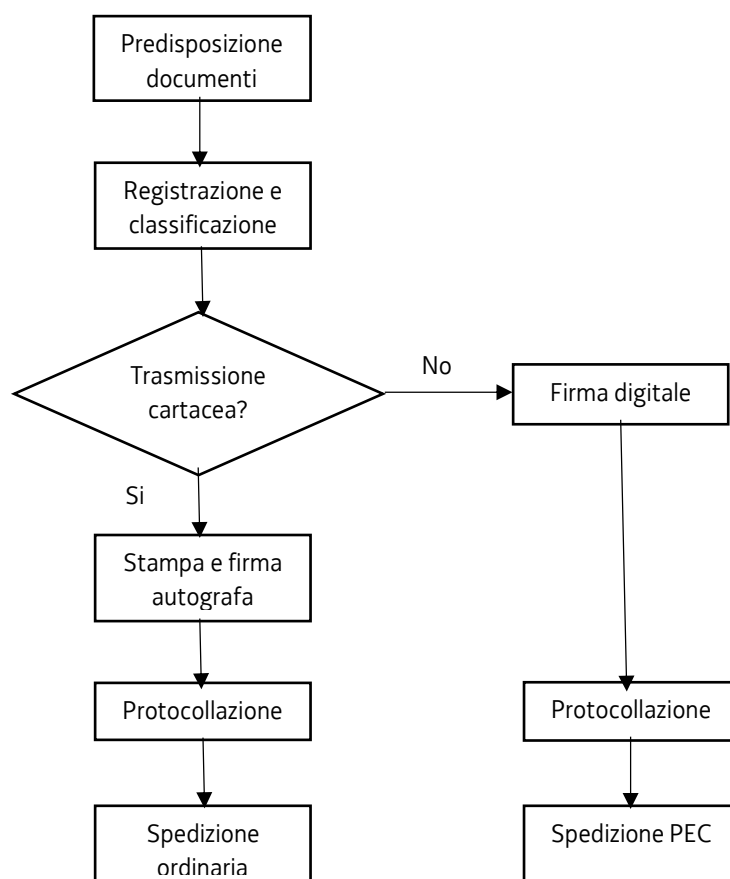 Predisposizione
documenti
Registrazione e
classificazione
Trasmissione
cartacea?
No
Firma digitale
Si
Stampa e firma
autografa
Protocollazione
Protocollazione
Spedizione
ordinaria
Spedizione PEC